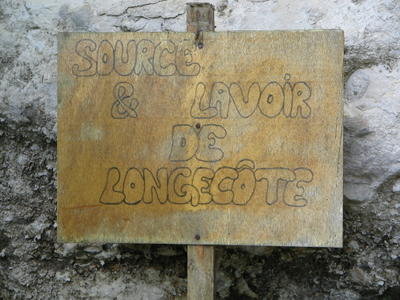 SOURCE
& LAVOIR
DE
LONGECÔTE